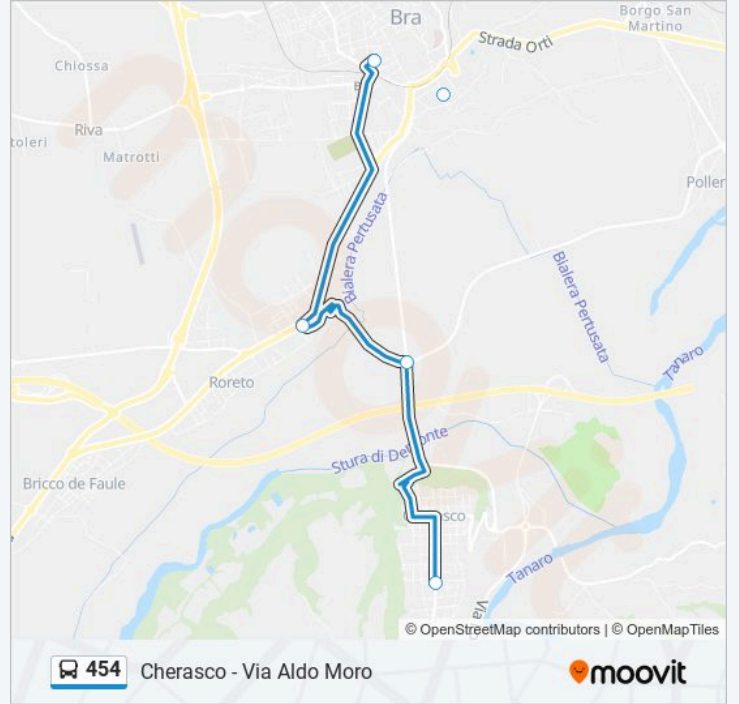 Bra
Borgo San
Martino
Strada Orti
Chiossa
B
Riva
toleri
Matrotti
Poller
Bialera Pertusata
Bialera Pertusata
Tanaro
Roreto
Stura di Demonte
Bricco de Faule
Tanaro
Via
© OpenStreetMap contributors | © OpenMapTiles
454
Cherasco - Via Aldo Moro
moovit